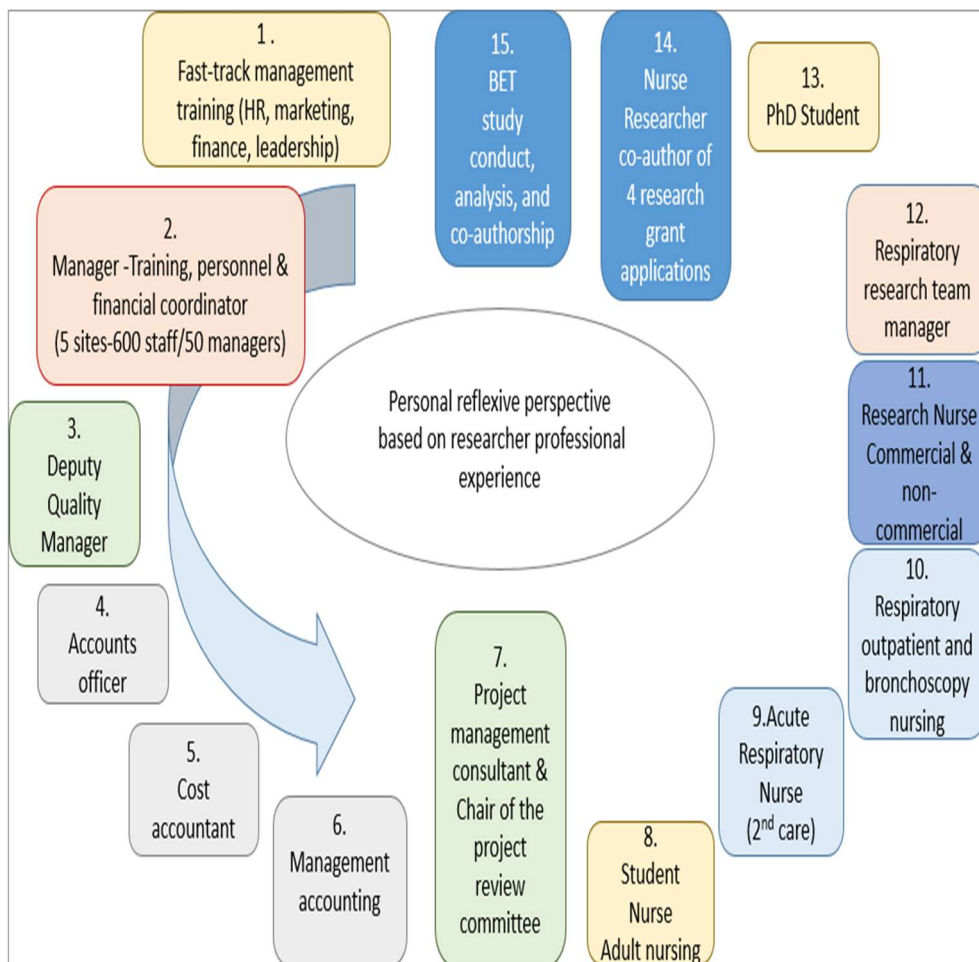 1 .
Fast-track management
training (HR, marketing,
finance, leadership)
2.
Manager -Training, personnel &
financial coordinator
(5 sites-600 staff/50 managers)
3.
Deputy
Quality
Manager
4.
Accounts
officer
5.
Cost
accountant
6.
Management
accounting
7.
Project
management
consultant &
Chair of the
project
review
committee
8.
Student
Nurse
Adult nursing
9.Acute
Respiratory
Nurse
(2nd care)
10.
Respiratory
outpatient and
bronchoscopy
nursing
11.
Research Nurse
Commercial &
non-
commercial
12.
Respiratory
research team
manager
13.
PhD Student
14.
Nurse
Researcher
co-author of
4 research
grant
applications
15.
BET
study
conduct,
analysis, and
co-authorship
Personal reflexive perspective
based on researcher professional
experience